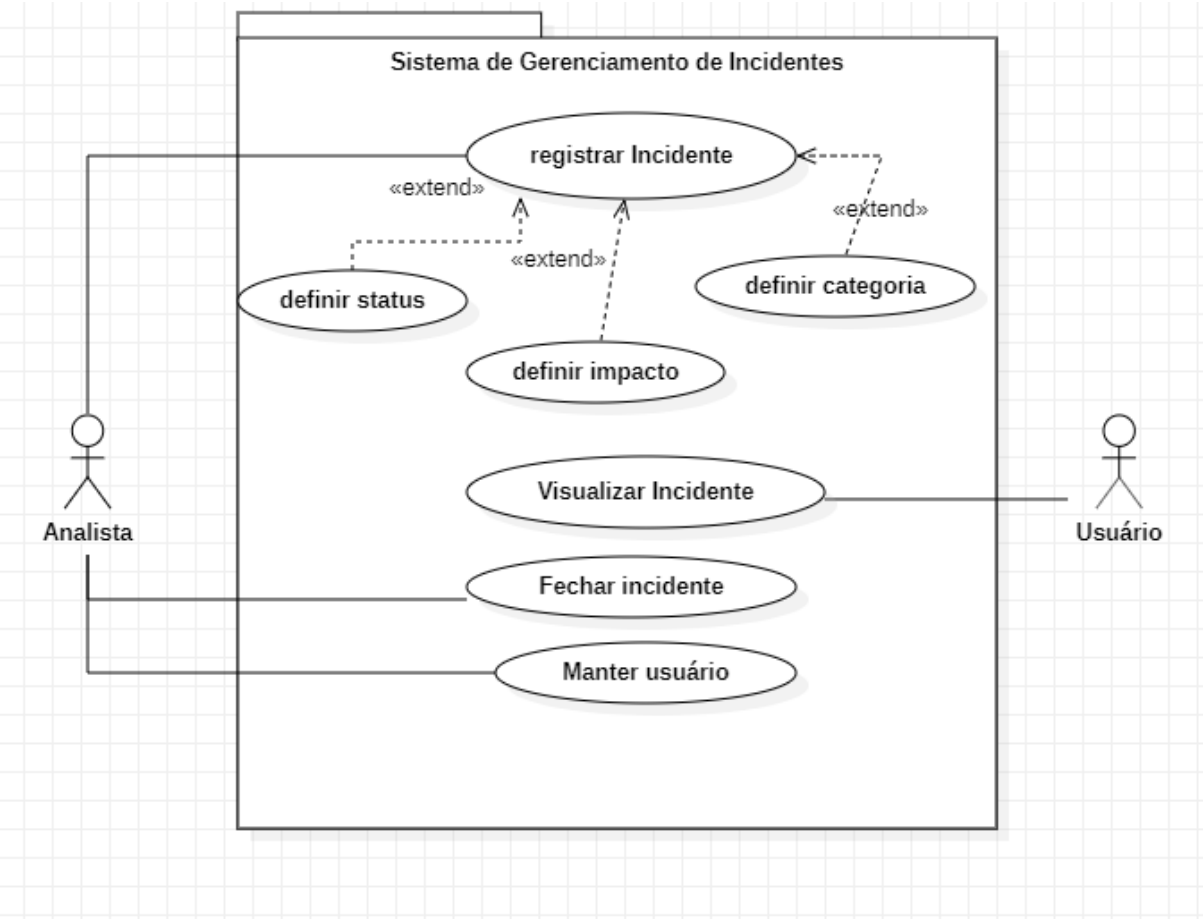 Sistema de Gerenciamento de Incidentes
registrar Incidente
«extend»
«extend»
«extend»
definir status
definir categoria
definir impacto
Visualizar Incidente
Analista
Usuário
Fechar incidente
Manter usuário